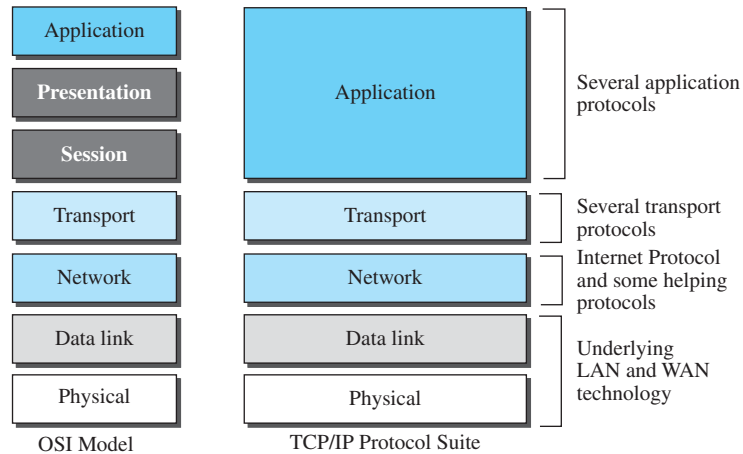 Application
Presentation
Session
Transport
Network
Data link
Physical
OSI Model
Application
Transport
Network
Data link
Physical
TCP/IP Protocol Suite
Several application
protocols
Several transport
protocols
Internet Protocol
and some helping
protocols
Underlying
LAN and WAN
technology